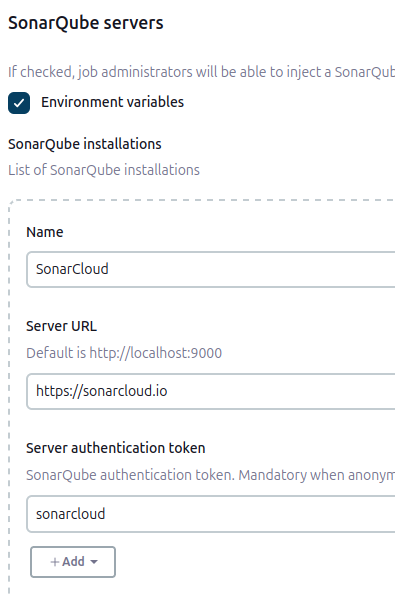 SonarQube servers
If checked, job administrators will be able to inject a SonarQub
Environment variables
SonarQube installations
List of SonarQube installations
Name
SonarCloud
Server URL
Default is http://localhost:9000
https://sonarcloud.io
Server authentication token
SonarQube authentication token. Mandatory when anonym
sonarcloud
+ Add